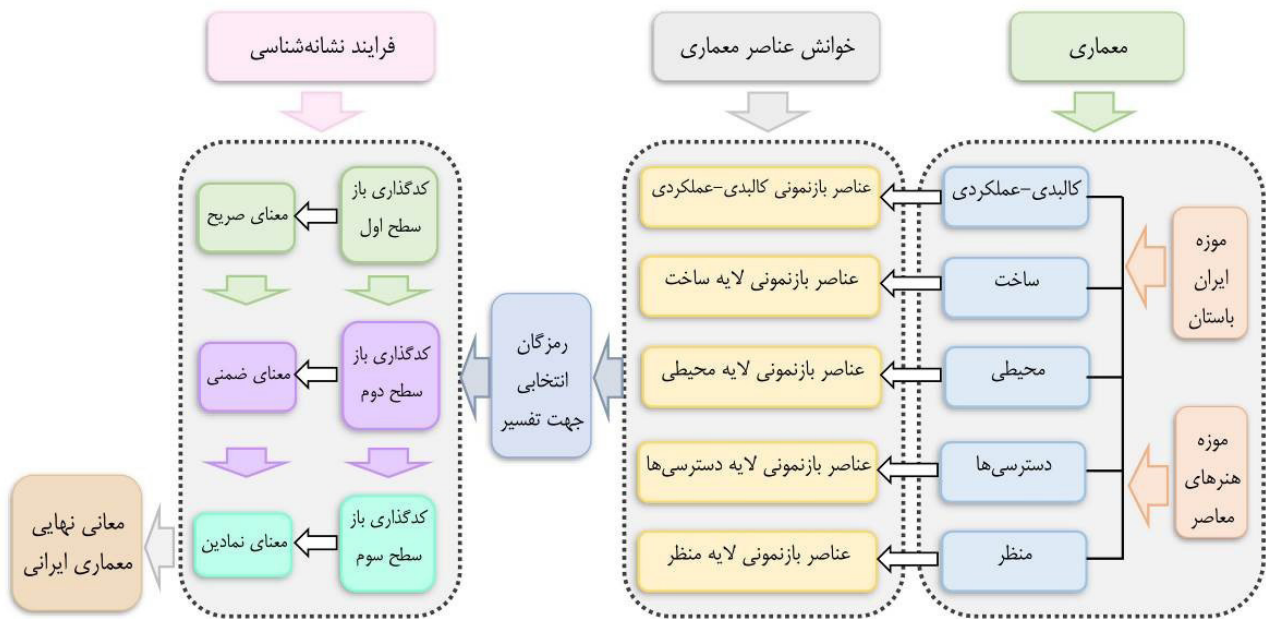 معماری
خوانش عناصر معماری
فرایند نشانه‌شناسی
موزه
ایران
باستان
موزه
هنرهای
معاصر
کالبدی-عملکردی
ساخت
محیطی
دسترسی‌ها
منظر
عناصر بازنمونی کالبدی-عملکردی
عناصر بازنمونی لایه ساخت
عناصر بازنمونی لایه محیطی
عناصر بازنمونی لایه دسترسی‌ها
عناصر بازنمونی لایه منظر
رمزگان
انتخابی
جهت تفسیر
کدگذاری باز
سطح اول
معنای صریح
کدگذاری باز
سطح دوم
معنای ضمنی
کدگذاری باز
سطح سوم
معنای نمادین
معانی نهایی
معماری ایرانی